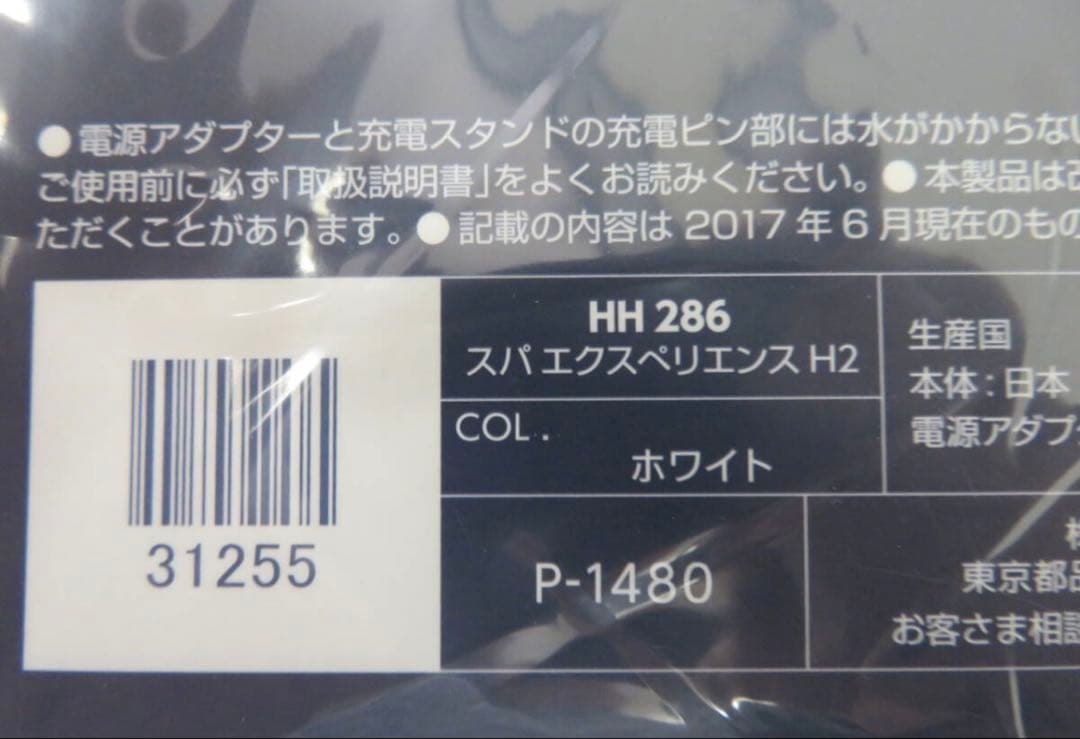 ●電源アダプターと充電スタンドの充電ピン部には水がかからない
ご使用前に必ず「取扱説明書」をよくお読みください。●本製品は
ただくことがあります。●記載の内容は 2017 年 6 月現在のもの
HH 286
スパ エクスペリエンス H2
COL .
ホワイト
生産国
本体 : 日本
電源アダプ
31255
P-1480
東京都
お客さま相